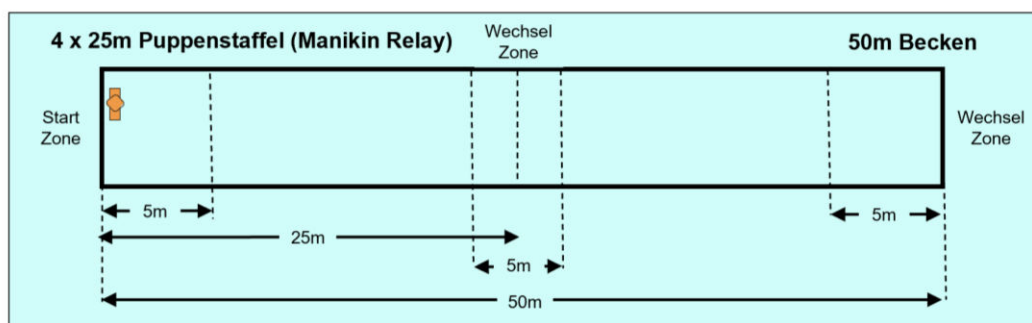 4 x 25m Puppenstaffel (Manikin Relay)
Wechsel
Zone
50m Becken
Start
Zone
Wechsel
Zone
5m
5m
25m
5m
50m